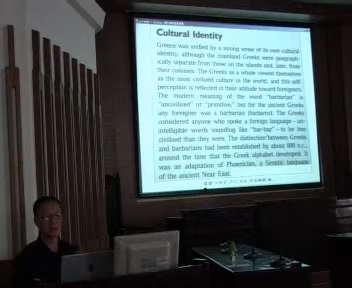 Cultural Identity
Greece was unified by a strong sense of its own cultural
identity, although the mainland Greeks were geograph-
ically separate from those on the islands and, later, from
their colonies. The Greeks as a whole viewed themselves
as the most civilized culture in the world, and this self-
perception is reflected in their attitude toward foreigners.
The modern meaning of the word "barbarian" is
"uncivilized" or "primitive," but for the ancient Greeks
any foreigner was a barbarian (barbaros). The Greeks
considered anyone who spoke a foreign language—un-
intelligible words sounding like "bar-bar"—to be less
civilized than they were. The distinction between Greeks
and barbarians had been established by about 800 B.C.,
around the time that the Greek alphabet developed. It
was an adaptation of Phoenician, a Semitic language
of the ancient Near East.